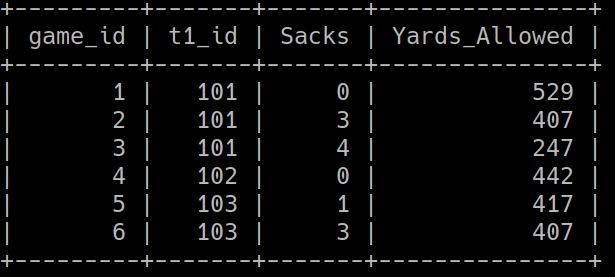 +---------+-------+-------+---------------+
| game_id | t1_id | Sacks | Yards_Allowed |
+---------+-------+-------+---------------+
|       1 |   101 |     0 |           529 |
|       2 |   101 |     3 |           407 |
|       3 |   101 |     4 |           247 |
|       4 |   102 |     0 |           442 |
|       5 |   103 |     1 |           417 |
|       6 |   103 |     3 |           407 |
+---------+-------+-------+---------------+